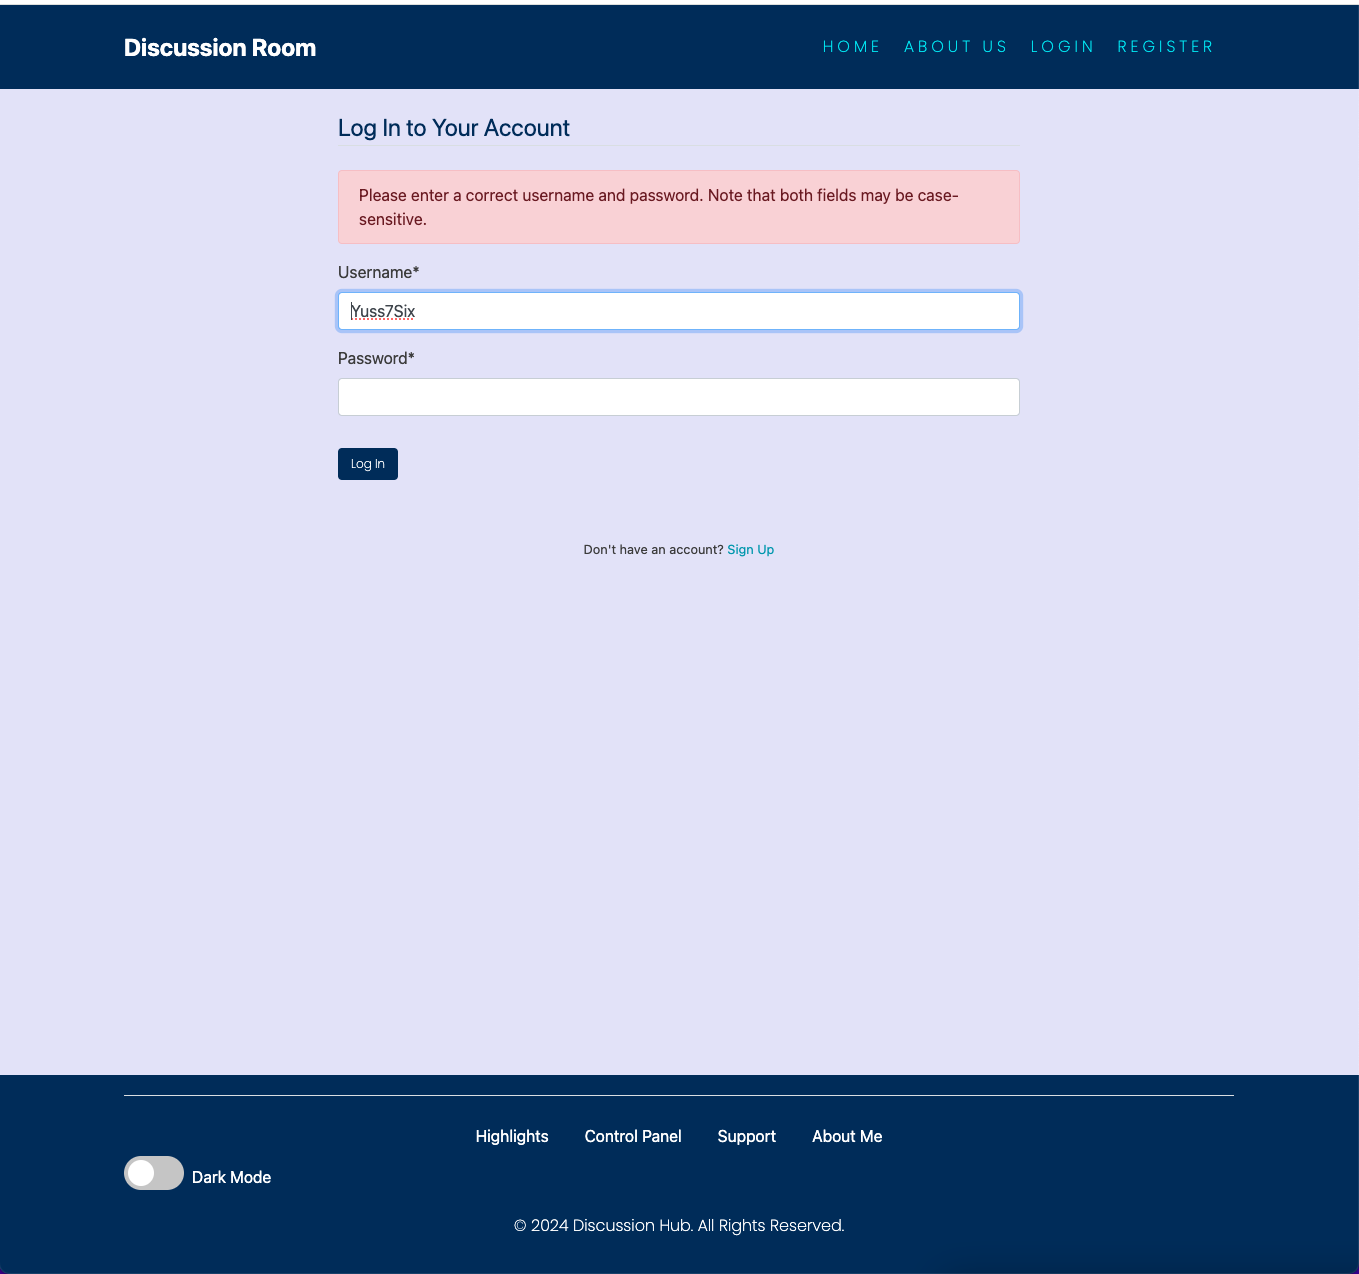 Discussion Room
HOME ABOUT US LOGIN REGISTER
Log In to Your Account
Please enter a correct username and password. Note that both fields may be case-
sensitive.
Username*
Yuss7Six
Password*
Log In
Don't have an account? Sign Up
Highlights Control Panel Support About Me
Dark Mode
© 2024 Discussion Hub. All Rights Reserved.